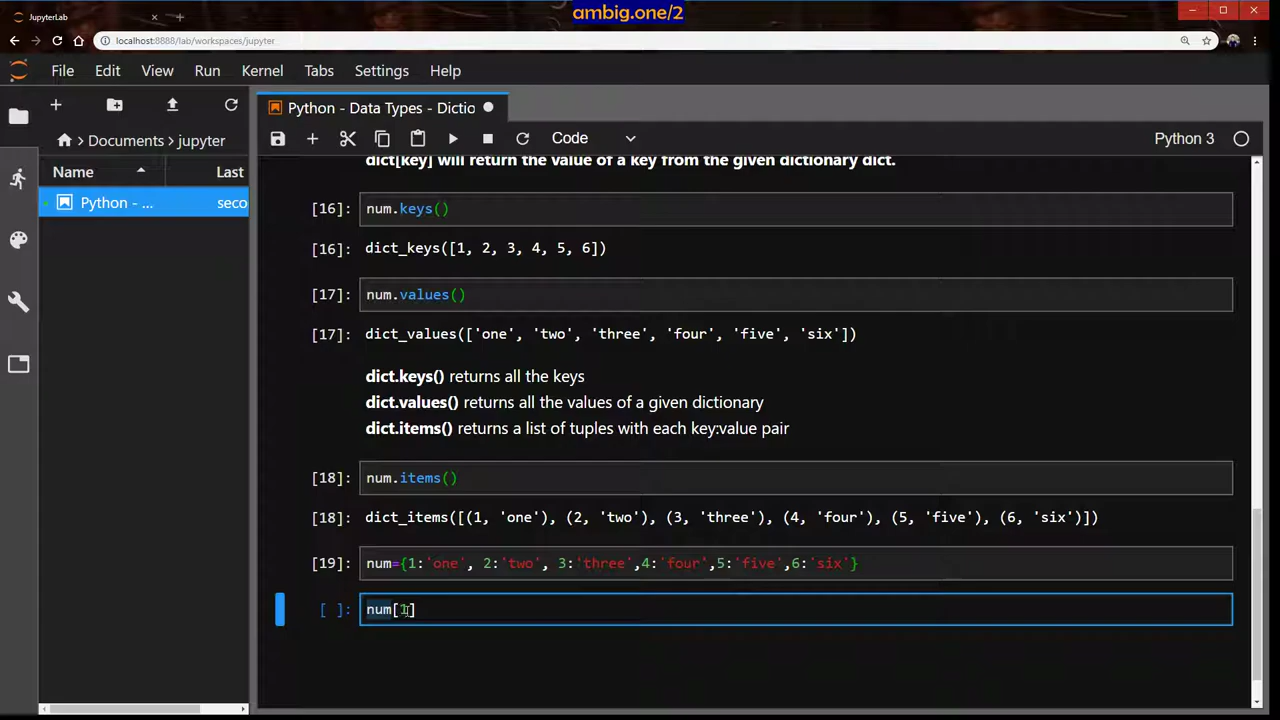 ambig.one/2
JupyterLab
localhost:8888/lab/workspaces/jupyter
File Edit View Run Kernel Tabs Settings Help
Python - Data Types - Dictio
Documents jupyter
Code
Python 3
Name Last
Python - ... seco
dict[key] will return the value of a key from the given dictionary dict.
[16]: num.keys()
[16]: dict_keys([1, 2, 3, 4, 5, 6])
[17]: num.values()
[17]: dict_values(['one', 'two', 'three', 'four', 'five', 'six'])
dict.keys() returns all the keys
dict.values() returns all the values of a given dictionary
dict.items() returns a list of tuples with each key:value pair
[18]: num.items()
[18]: dict_items([(1, 'one'), (2, 'two'), (3, 'three'), (4, 'four'), (5, 'five'), (6, 'six')])
[19]: num={1:'one', 2:'two', 3:'three',4:'four',5:'five',6:'six'}
[ ]: num[1]